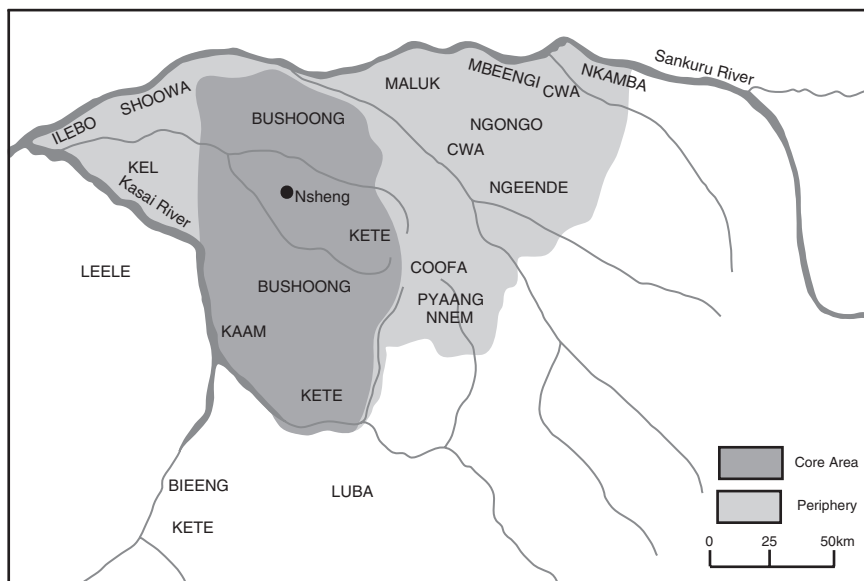 Sankuru River
MBEENGI
NKAMBA
MALUK
CWA
SHOOWA
ILEBO
BUSHOONG
NGONGO
CWA
KEL
Kasai River
Nsheng
NGEENDE
KETE
LEELE
COOFA
BUSHOONG
PYAANG
NNEM
KAAM
KETE
BIEENG
LUBA
KETE
Core Area
Periphery
0 25 50km